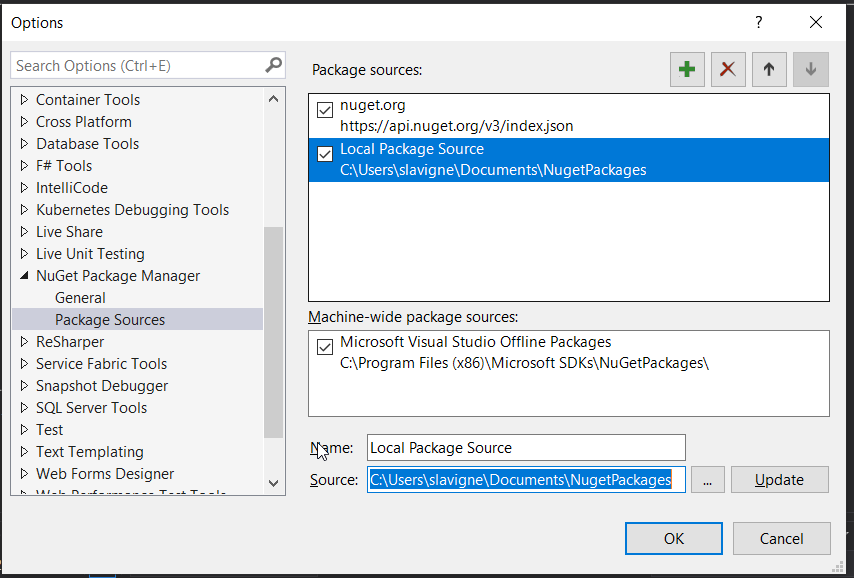 Options
?
Search Options (Ctrl+E)
Container Tools
Cross Platform
Database Tools
F# Tools
IntelliCode
Kubernetes Debugging Tools
Live Share
Live Unit Testing
NuGet Package Manager
General
Package Sources
ReSharper
Service Fabric Tools
Snapshot Debugger
SQL Server Tools
Test
Text Templating
Web Forms Designer
Web Performance Test Tools
Package sources:
nuget.org
https://api.nuget.org/v3/index.json
Local Package Source
C:\Users\slavigne\Documents\NugetPackages
Machine-wide package sources:
Microsoft Visual Studio Offline Packages
C:\Program Files (x86)\Microsoft SDKs\NuGetPackages\
Name: Local Package Source
Source: C:\Users\slavigne\Documents\NugetPackages ... Update
OK Cancel